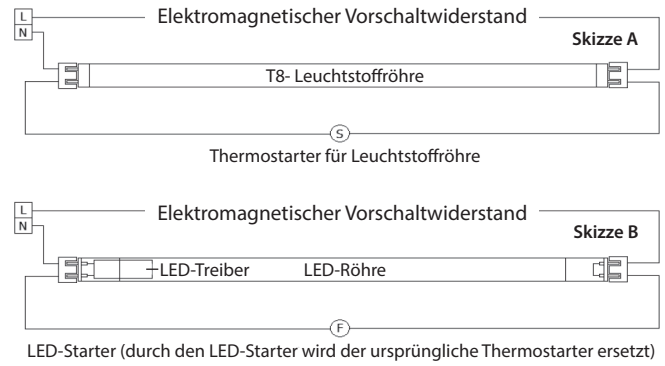 L
Elektromagnetischer Vorschaltwiderstand
N
Skizze A
T8- Leuchtstoffröhre
S
Thermostarter für Leuchtstoffröhre
L
Elektromagnetischer Vorschaltwiderstand
N
Skizze B
LED-Treiber
LED-Röhre
F
LED-Starter (durch den LED-Starter wird der ursprüngliche Thermostarter ersetzt)